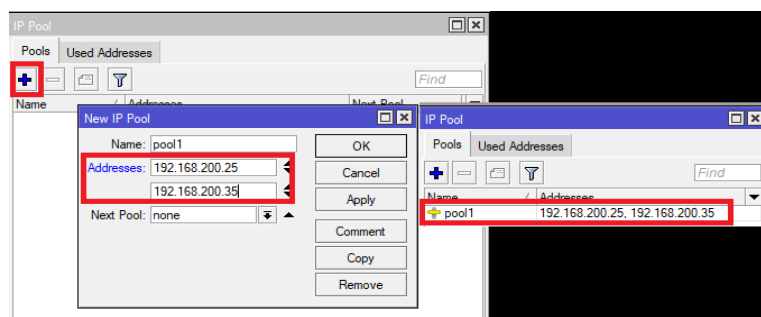 IP Pool
Pools Used Addresses
Find
Name Addresses Next Pool
New IP Pool
Name: pool1
Addresses: 192.168.200.25
192.168.200.35
Next Pool: none
OK
Cancel
Apply
Comment
Copy
Remove
IP Pool
Pools Used Addresses
Find
Name Addresses
pool1 192.168.200.25, 192.168.200.35